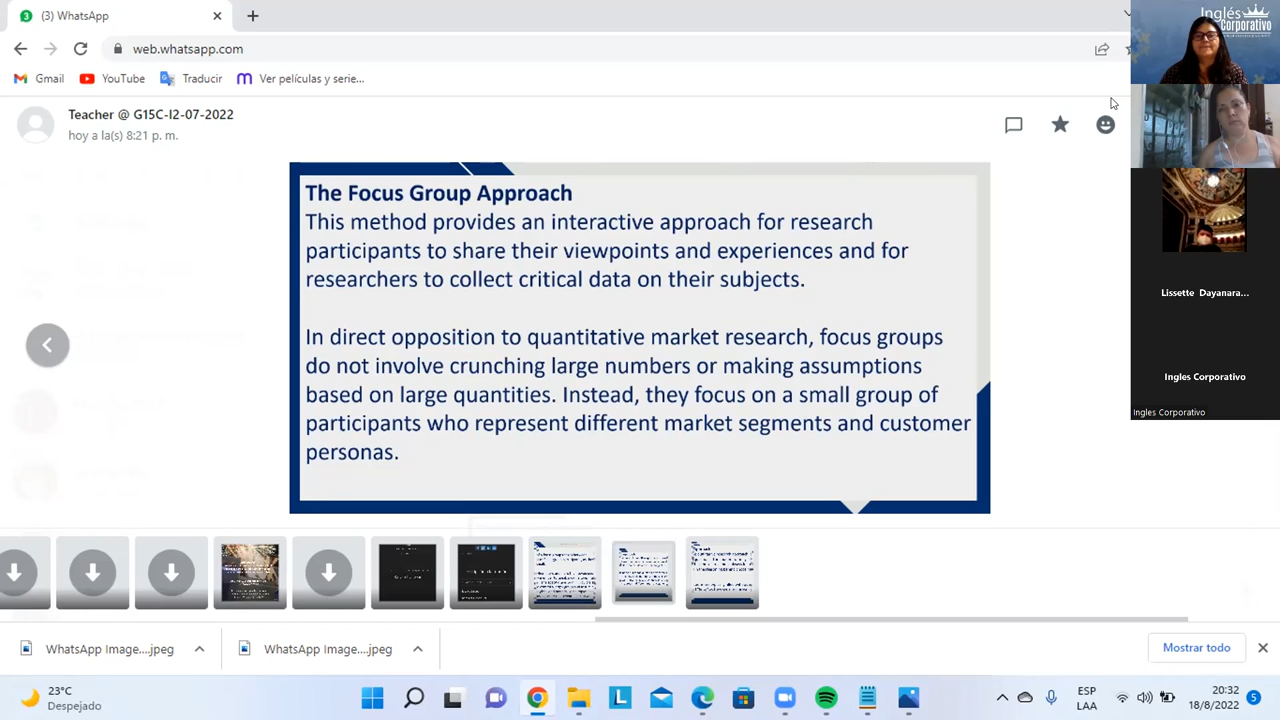 (3) WhatsApp
web.whatsapp.com
Gmail
YouTube
Traducir
Ver películas y serie...
Teacher @ G15C-I2-07-2022
hoy a la(s) 8:21 p. m.
The Focus Group Approach
This method provides an interactive approach for research
participants to share their viewpoints and experiences and for
researchers to collect critical data on their subjects.
In direct opposition to quantitative market research, focus groups
do not involve crunching large numbers or making assumptions
based on large quantities. Instead, they focus on a small group of
participants who represent different market segments and customer
personas.
Inglés
Corporativo
Lissette Dayanara...
Ingles Corporativo
Ingles Corporativo
WhatsApp Image....jpeg
WhatsApp Image....jpeg
Mostrar todo
23°C
Despejado
ESP
LAA
20:32
18/8/2022
5